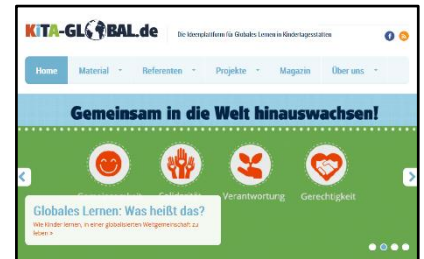 KITA-GLOBAL.de
Die Ideenplattform für Globales Lernen in Kindertagesstätten
Home Material Referenten Projekte Magazin Über uns
Gemeinsam in die Welt hinauswachsen!
Verantwortung Gerechtigkeit
Globales Lernen: Was heißt das?
Wie Kinder lernen, in einer globalisierten Weltgemeinschaft zu
leben »